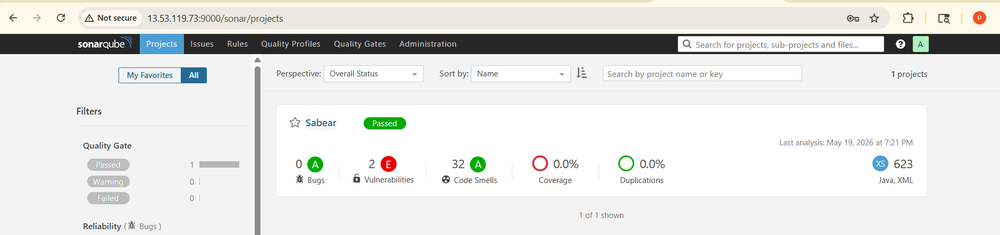 Not secure 13.53.119.73:9000/sonar/projects P
sonarqube Projects Issues Rules Quality Profiles Quality Gates Administration Search for projects, sub-projects and files... ? A
My Favorites All
Perspective: Overall Status Sort by: Name Search by project name or key 1 projects
Filters
Sabear Passed
Last analysis: May 19, 2026 at 7:21 PM
Quality Gate
Passed 1
Warning 0
Failed 0
0 A 2 E 32 A 0.0% 0.0% XS 623
Bugs Vulnerabilities Code Smells Coverage Duplications Java, XML
1 of 1 shown
Reliability ( Bugs )